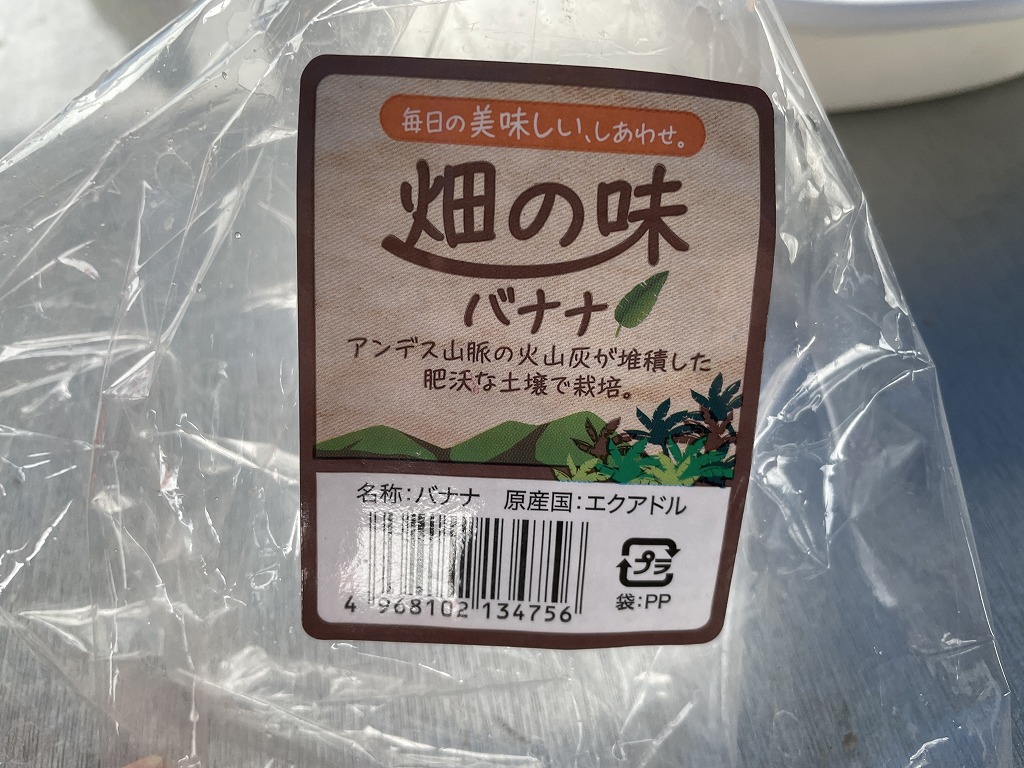 毎日の美味しい、しあわせ。
畑の味
バナナ
アンデス山脈の火山灰が堆積した
肥沃な土壌で栽培。
名称:バナナ 原産国:エクアドル
プラ
袋:PP
4 968102 134756